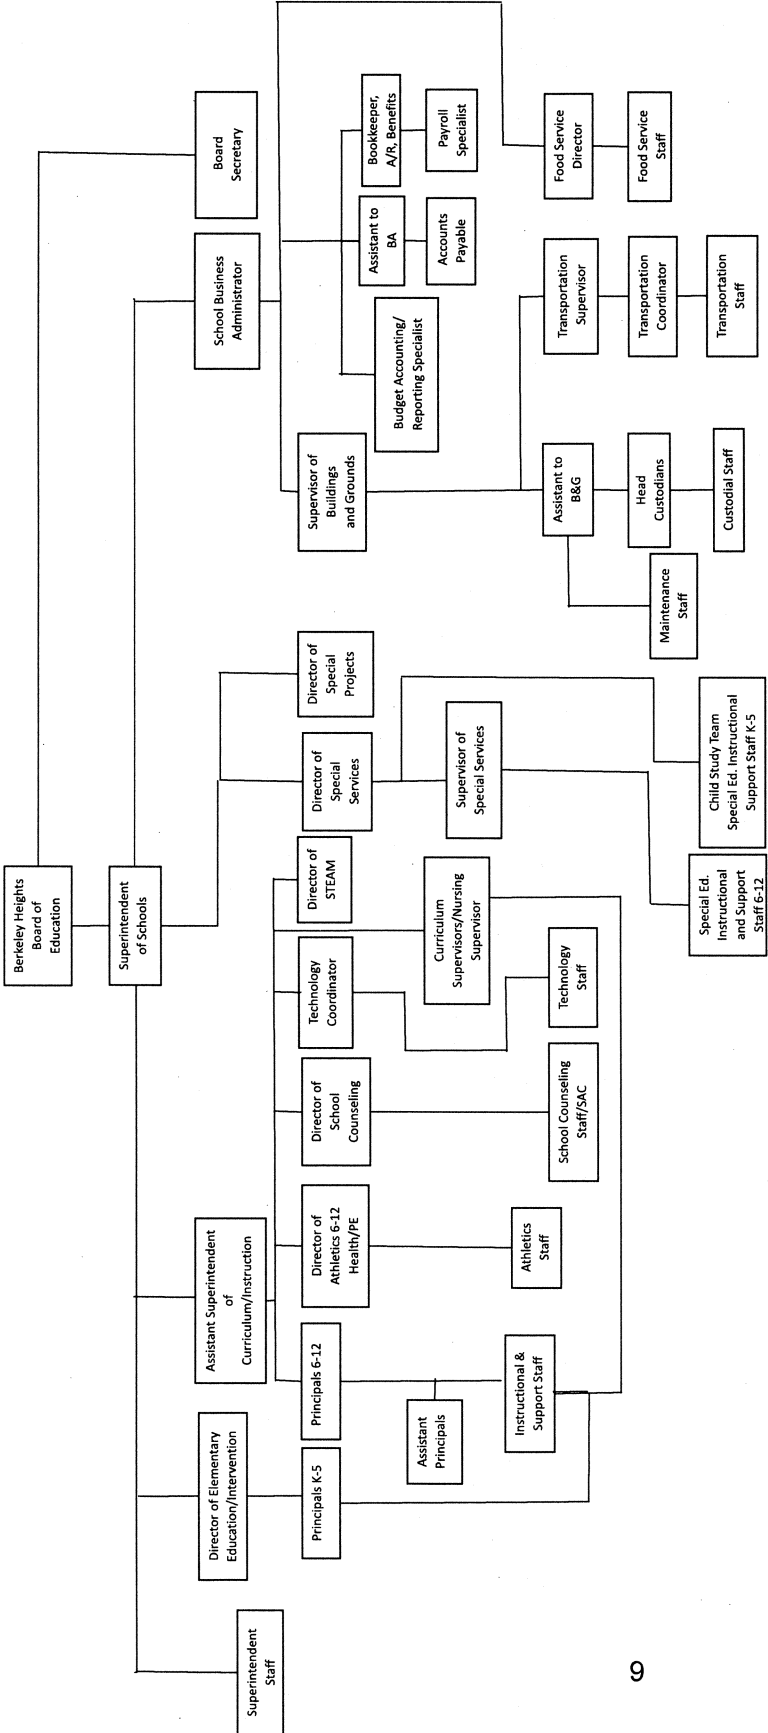 Berkeley Heights
Board of
Education
Superintendent
of Schools
Board
Secretary
Superintendent
Staff
Director of Elementary
Education/Intervention
Assistant Superintendent
of
Curriculum/Instruction
School Business
Administrator
Principals K-5
Principals 6-12
Director of
Athletics 6-12
Health/PE
Director of
School
Counseling
Technology
Coordinator
Director of
STEAM
Director of
Special
Services
Director of
Special
Projects
Supervisor of
Buildings
and Grounds
Budget Accounting/
Reporting Specialist
Assistant to
BA
Bookkeeper,
A/R, Benefits
Assistant
Principals
Curriculum
Supervisors/Nursing
Supervisor
Supervisor of
Special Services
Accounts
Payable
Payroll
Specialist
Instructional &
Support Staff
Athletics
Staff
School Counseling
Staff/SAC
Technology
Staff
Assistant to
B&G
Transportation
Supervisor
Food Service
Director
Maintenance
Staff
Head
Custodians
Transportation
Coordinator
Food Service
Staff
Special Ed.
Instructional
and Support
Staff 6-12
Child Study Team
Special Ed. Instructional
Support Staff K-5
Custodial Staff
Transportation
Staff
9